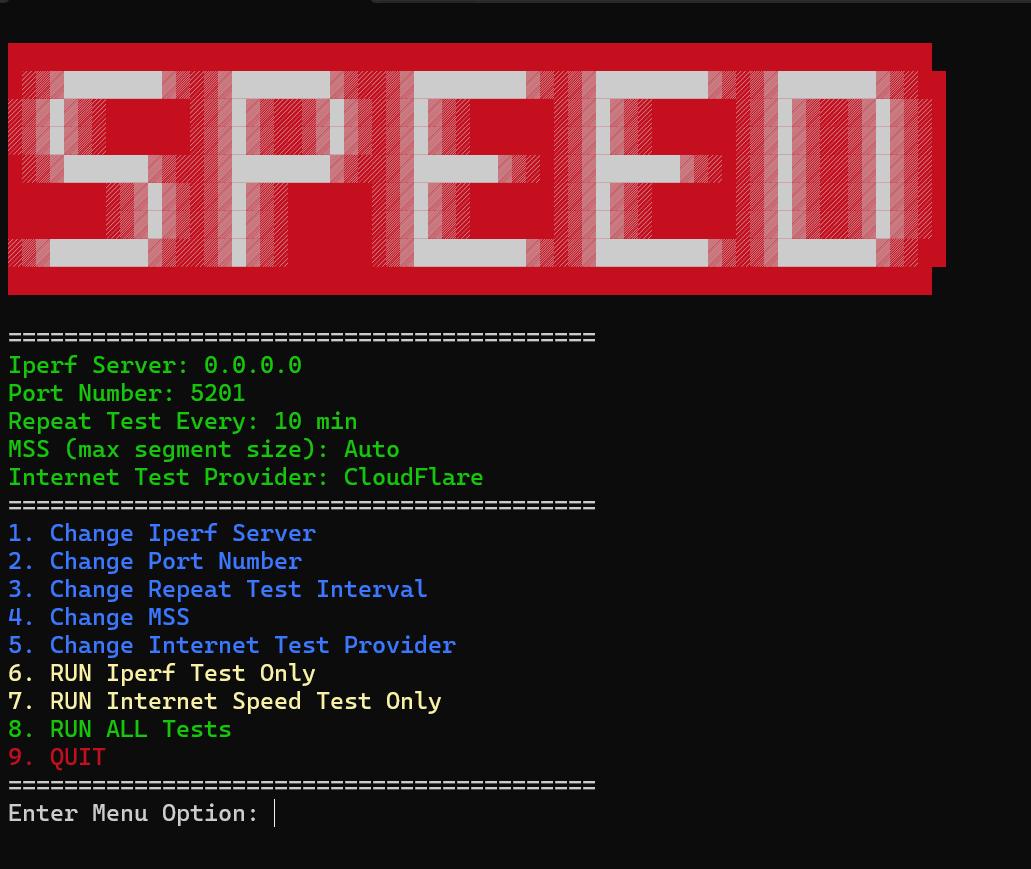 SPEED
==========================================
Iperf Server: 0.0.0.0
Port Number: 5201
Repeat Test Every: 10 min
MSS (max segment size): Auto
Internet Test Provider: CloudFlare
==========================================
1. Change Iperf Server
2. Change Port Number
3. Change Repeat Test Interval
4. Change MSS
5. Change Internet Test Provider
6. RUN Iperf Test Only
7. RUN Internet Speed Test Only
8. RUN ALL Tests
9. QUIT
==========================================
Enter Menu Option: